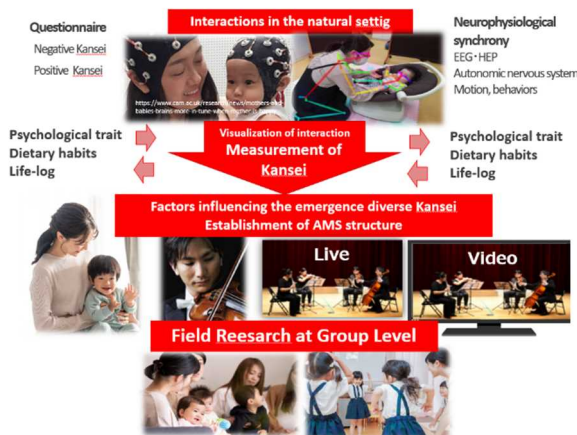 Interactions in the natural settig
Questionnaire
Negative Kansei
Positive Kansei
Neurophysiological
synchrony
EEG・HEP
Autonomic nervous system
Motion, behaviors
Psychological trait
Dietary habits
Life-log
Visualization of interaction
Measurement of
Kansei
Psychological trait
Dietary habits
Life-log
Factors influencing the emergence diverse Kansei
Establishment of AMS structure
Live
Video
Field Reesarch at Group Level